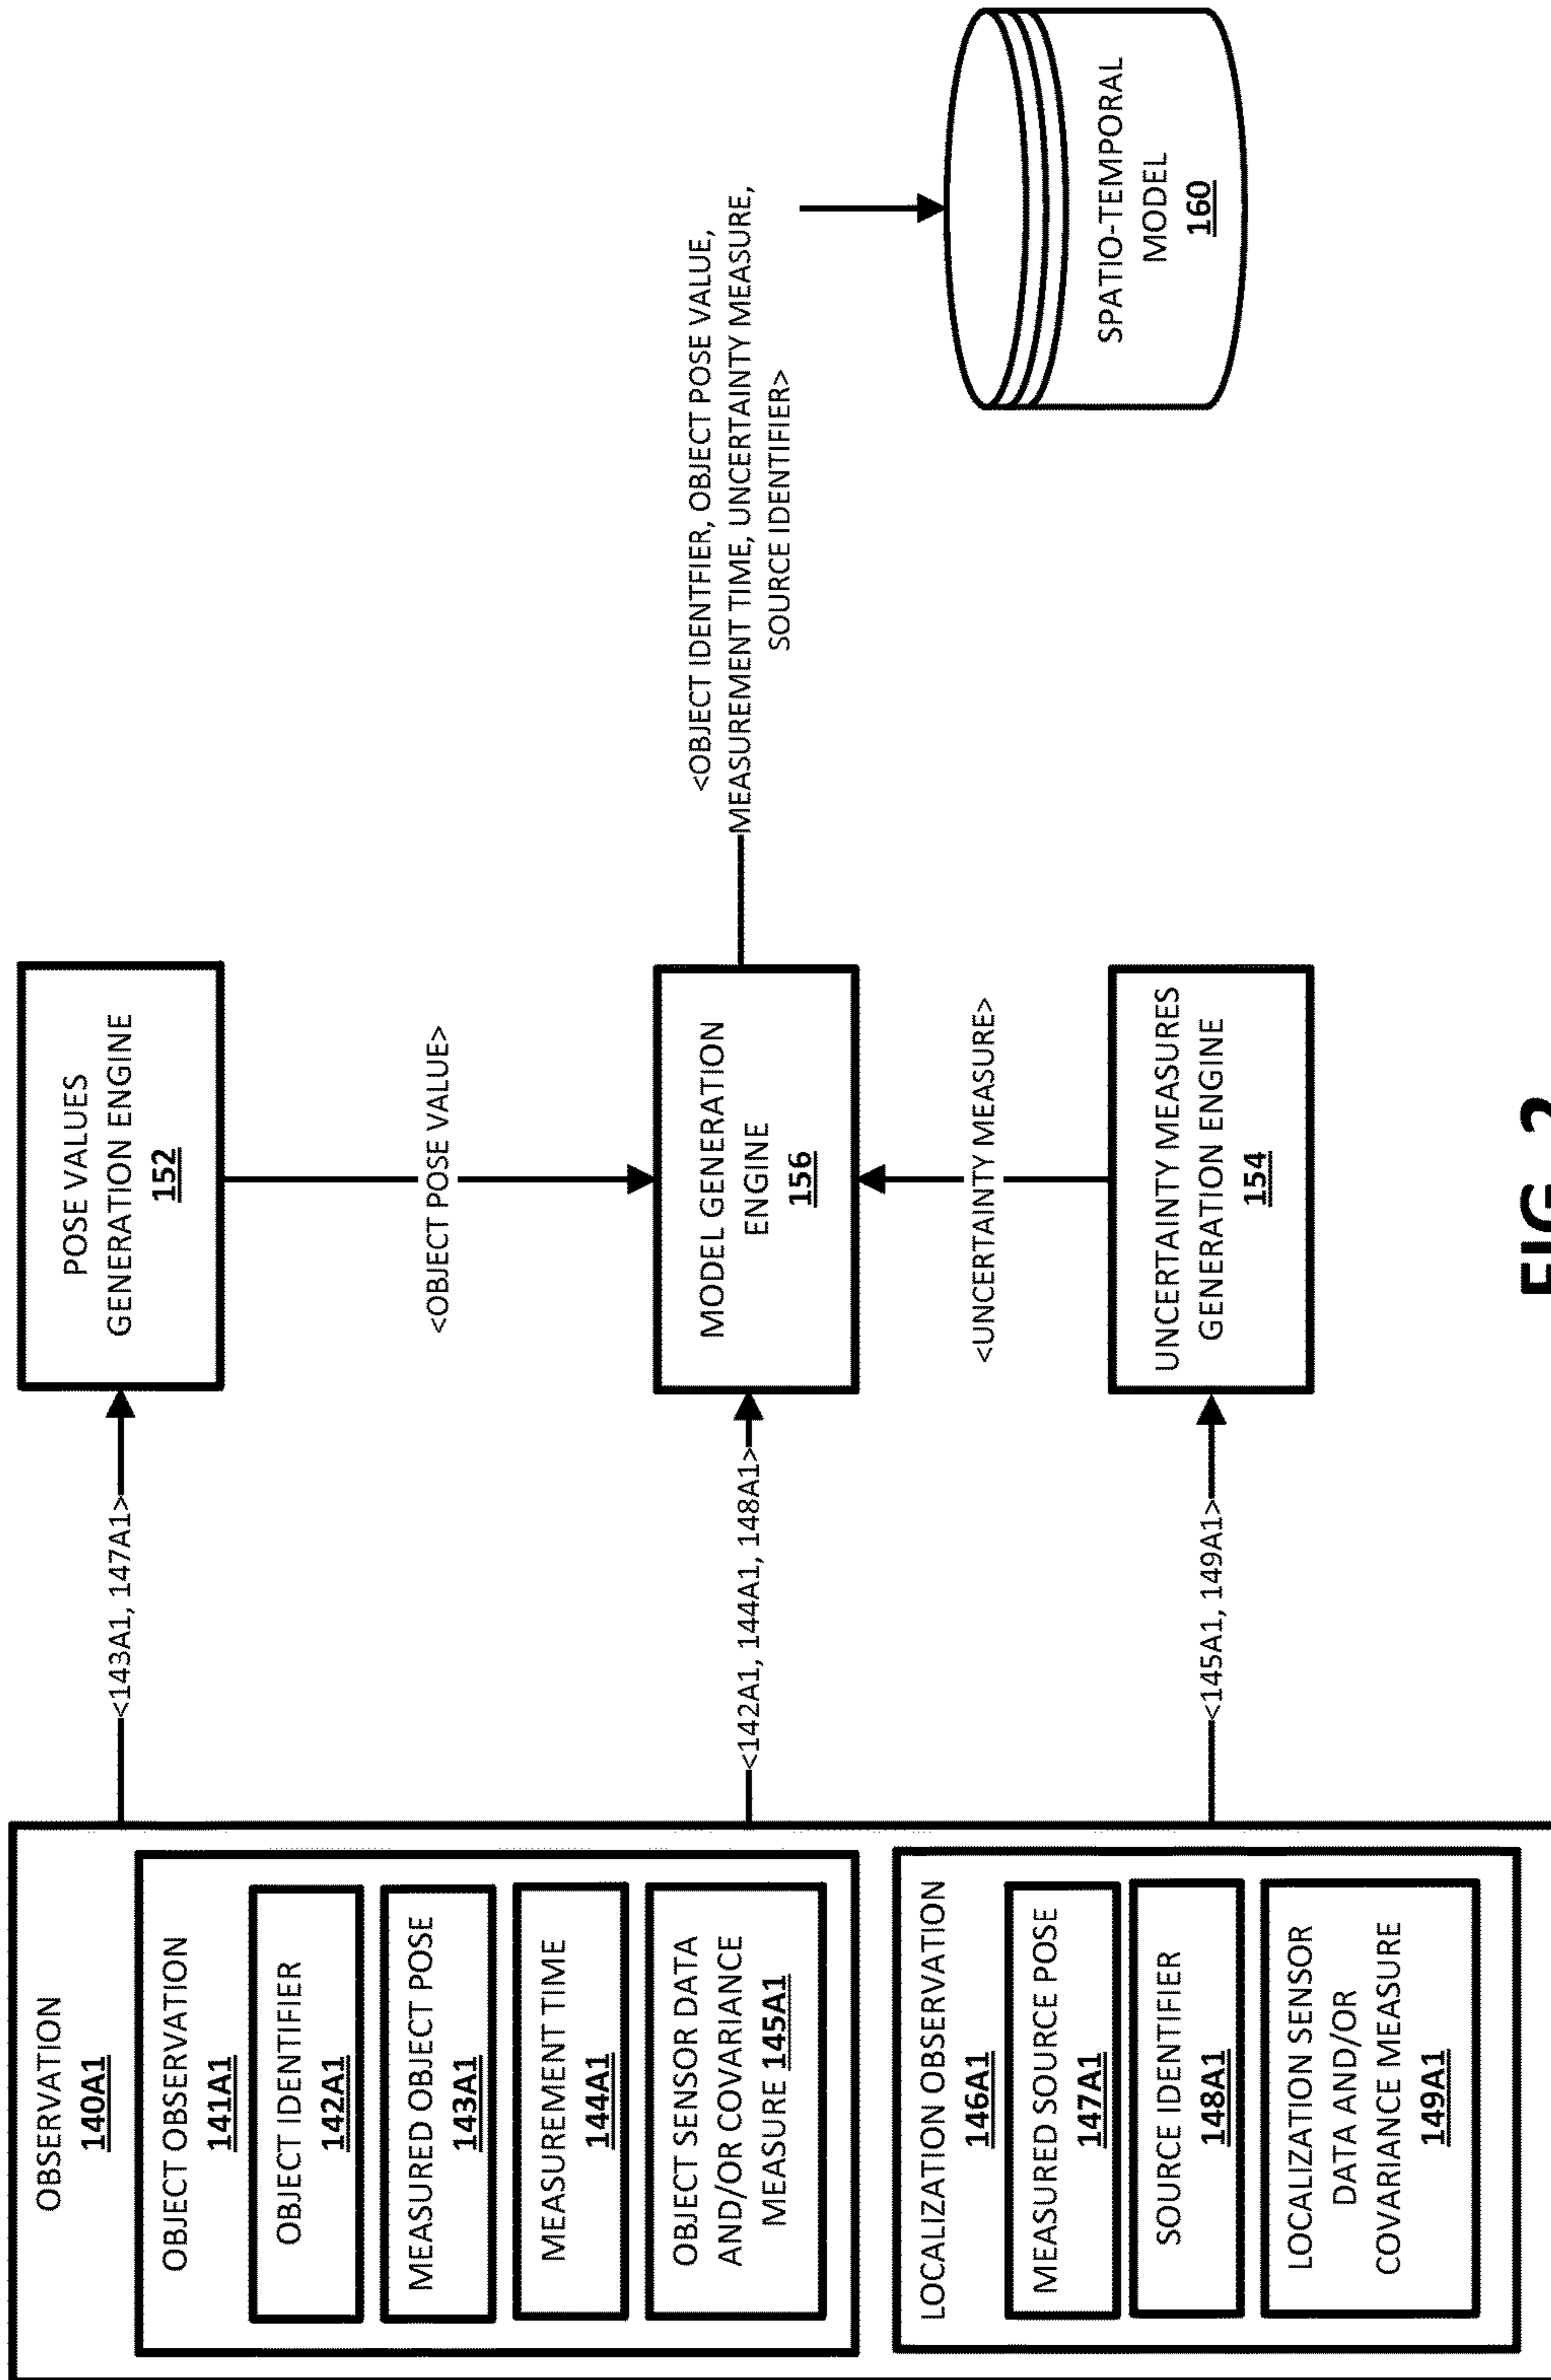 OBSERVATION
140A1
OBJECT OBSERVATION
141A1
OBJECT IDENTIFIER
142A1
MEASURED OBJECT POSE
143A1
MEASUREMENT TIME
144A1
OBJECT SENSOR DATA
AND/OR COVARIANCE
MEASURE 145A1
LOCALIZATION OBSERVATION
146A1
MEASURED SOURCE POSE
147A1
SOURCE IDENTIFIER
148A1
LOCALIZATION SENSOR
DATA AND/OR
COVARIANCE MEASURE
149A1
<143A1, 147A1>
<142A1, 144A1, 148A1>
<145A1, 149A1>
POSE VALUES
GENERATION ENGINE
152
<OBJECT POSE VALUE>
MODEL GENERATION
ENGINE
156
<UNCERTAINTY MEASURE>
UNCERTAINTY MEASURES
GENERATION ENGINE
154
<OBJECT IDENTFIER, OBJECT POSE VALUE,
MEASUREMENT TIME, UNCERTAINTY MEASURE,
SOURCE IDENTIFIER>
SPATIO-TEMPORAL
MODEL
160
FIG. 2